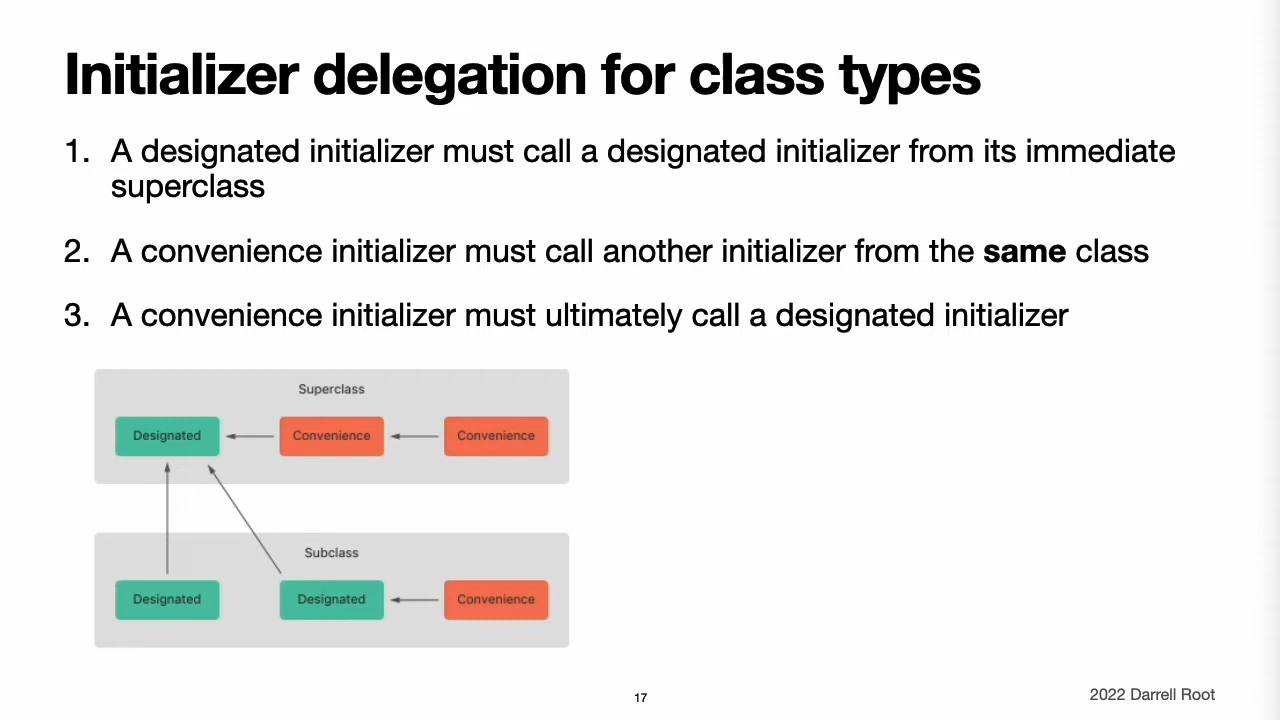 Initializer delegation for class types
1. A designated initializer must call a designated initializer from its immediate
superclass
2. A convenience initializer must call another initializer from the same class
3. A convenience initializer must ultimately call a designated initializer
Superclass
Designated
Convenience
Convenience
Subclass
Designated
Designated
Convenience
17
2022 Darrell Root